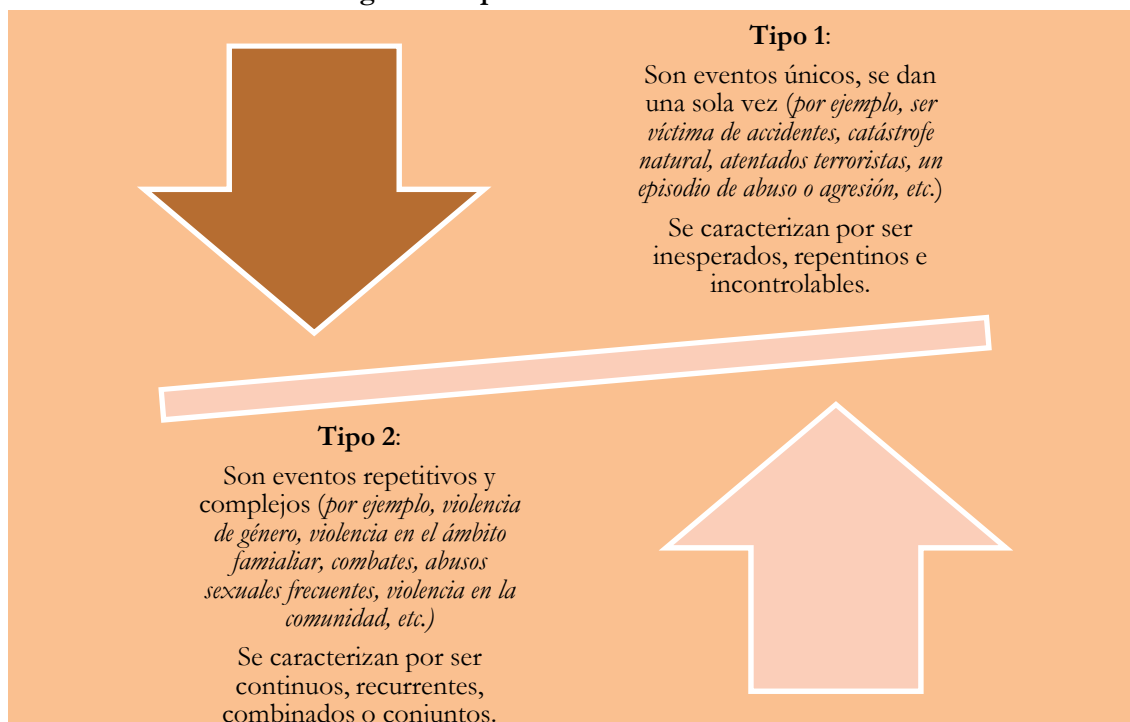 Tipo 1:
Son eventos únicos, se dan
una sola vez (por ejemplo, ser
víctima de accidentes, catástrofe
natural, atentados terroristas, un
episodio de abuso o agresión, etc.)
Se caracterizan por ser
inesperados, repentinos e
incontrolables.
Tipo 2:
Son eventos repetitivos y
complejos (por ejemplo, violencia
de género, violencia en el ámbito
famialiar, combates, abusos
sexuales frecuentes, violencia en la
comunidad, etc.)
Se caracterizan por ser
continuos, recurrentes,
combinados o conjuntos.